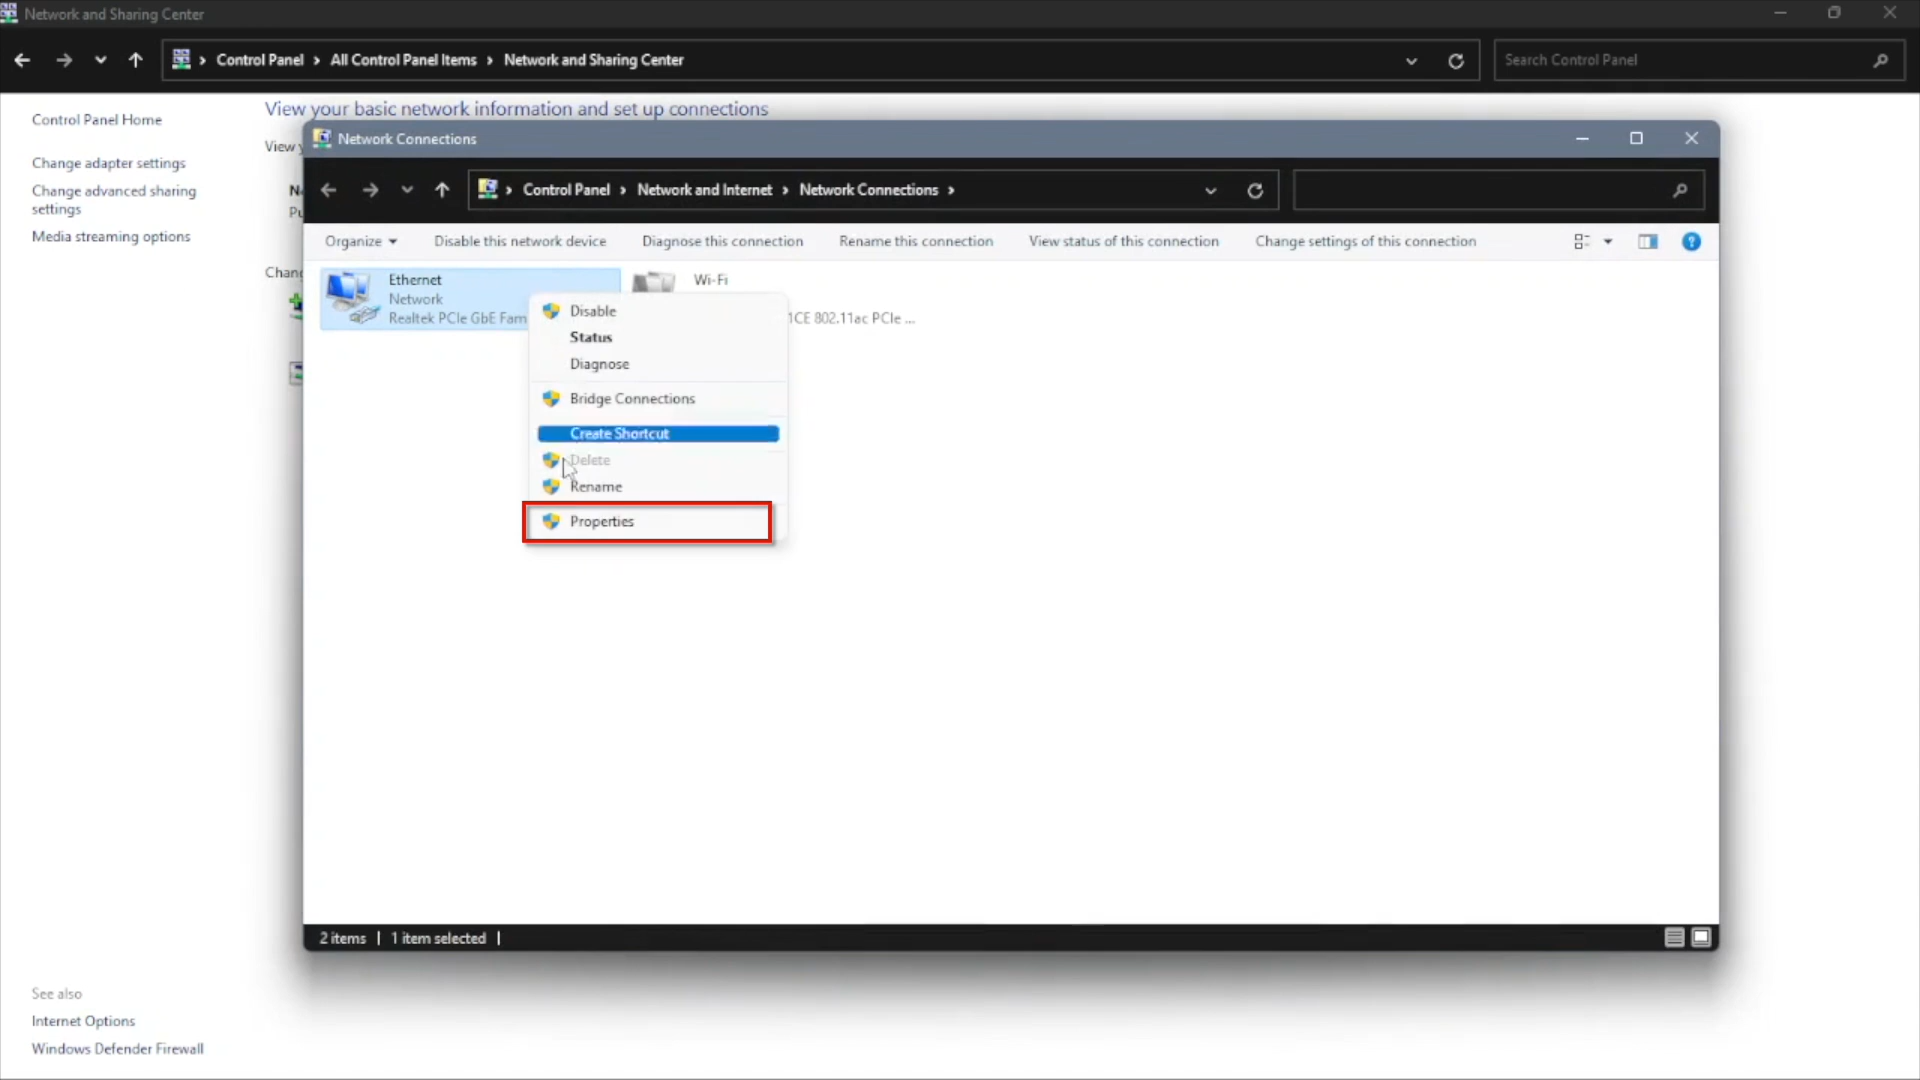 Network and Sharing Center
Control Panel > All Control Panel Items > Network and Sharing Center
Search Control Panel
Control Panel Home
Change adapter settings
Change advanced sharing
settings
Media streaming options
View your basic network information and set up connections
View y
Network Connections
Control Panel > Network and Internet > Network Connections >
Organize
Disable this network device
Diagnose this connection
Rename this connection
View status of this connection
Change settings of this connection
Chang
Ethernet
Network
Realtek PCIe GbE Fam
Wi-Fi
1CE 802.11ac PCIe ...
Disable
Status
Diagnose
Bridge Connections
Create Shortcut
Delete
Rename
Properties
2 items | 1 item selected |
See also
Internet Options
Windows Defender Firewall